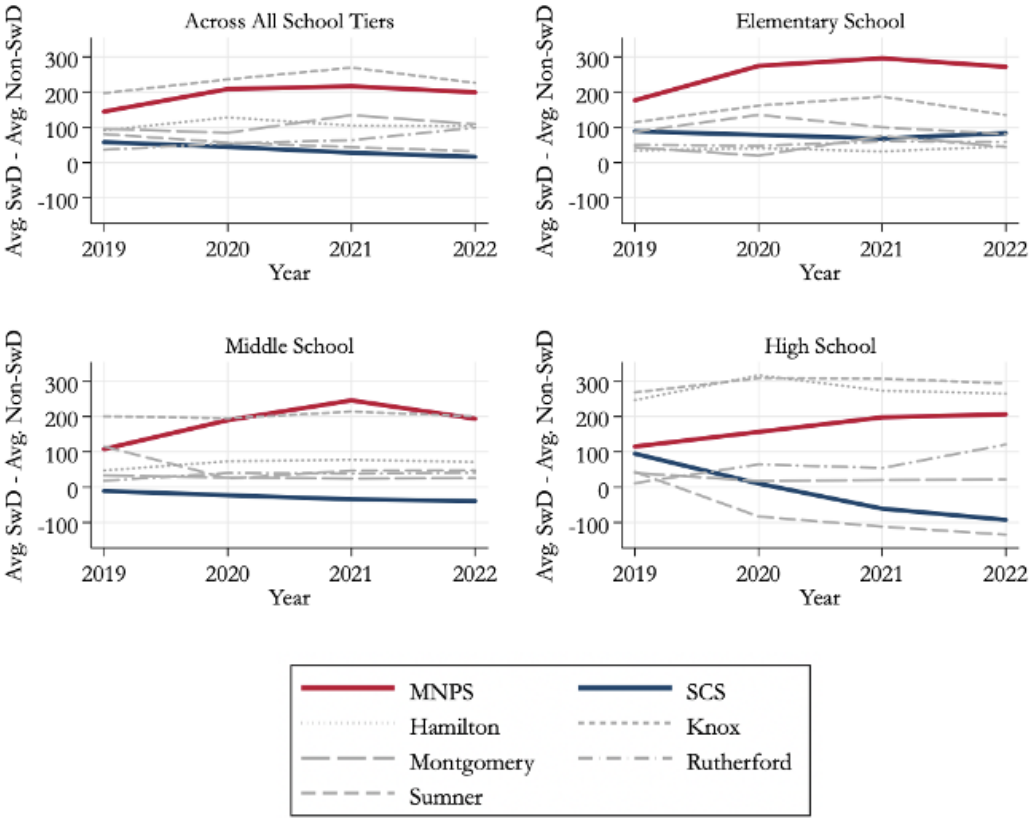 Across All School Tiers
Avg. SwD - Avg. Non-SwD
300
200
100
0
-100
2019 2020 2021 2022
Year
Elementary School
Avg. SwD - Avg. Non-SwD
300
200
100
0
-100
2019 2020 2021 2022
Year
Middle School
Avg. SwD - Avg. Non-SwD
300
200
100
0
-100
2019 2020 2021 2022
Year
High School
Avg. SwD - Avg. Non-SwD
300
200
100
0
-100
2019 2020 2021 2022
Year
MNPS SCS
Hamilton Knox
Montgomery Rutherford
Sumner